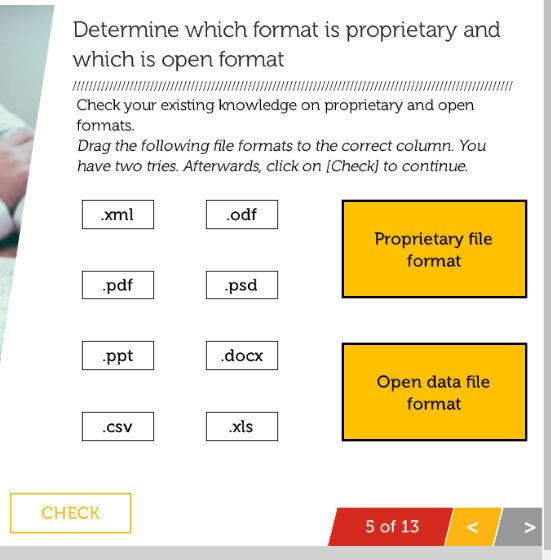 Determine which format is proprietary and
which is open format
Check your existing knowledge on proprietary and open
formats.
Drag the following file formats to the correct column. You
have two tries. Afterwards, click on [Check] to continue.
.xml
.odf
Proprietary file
format
.pdf
.psd
.ppt
.docx
Open data file
format
.csv
.xls
CHECK
5 of 13
<
>